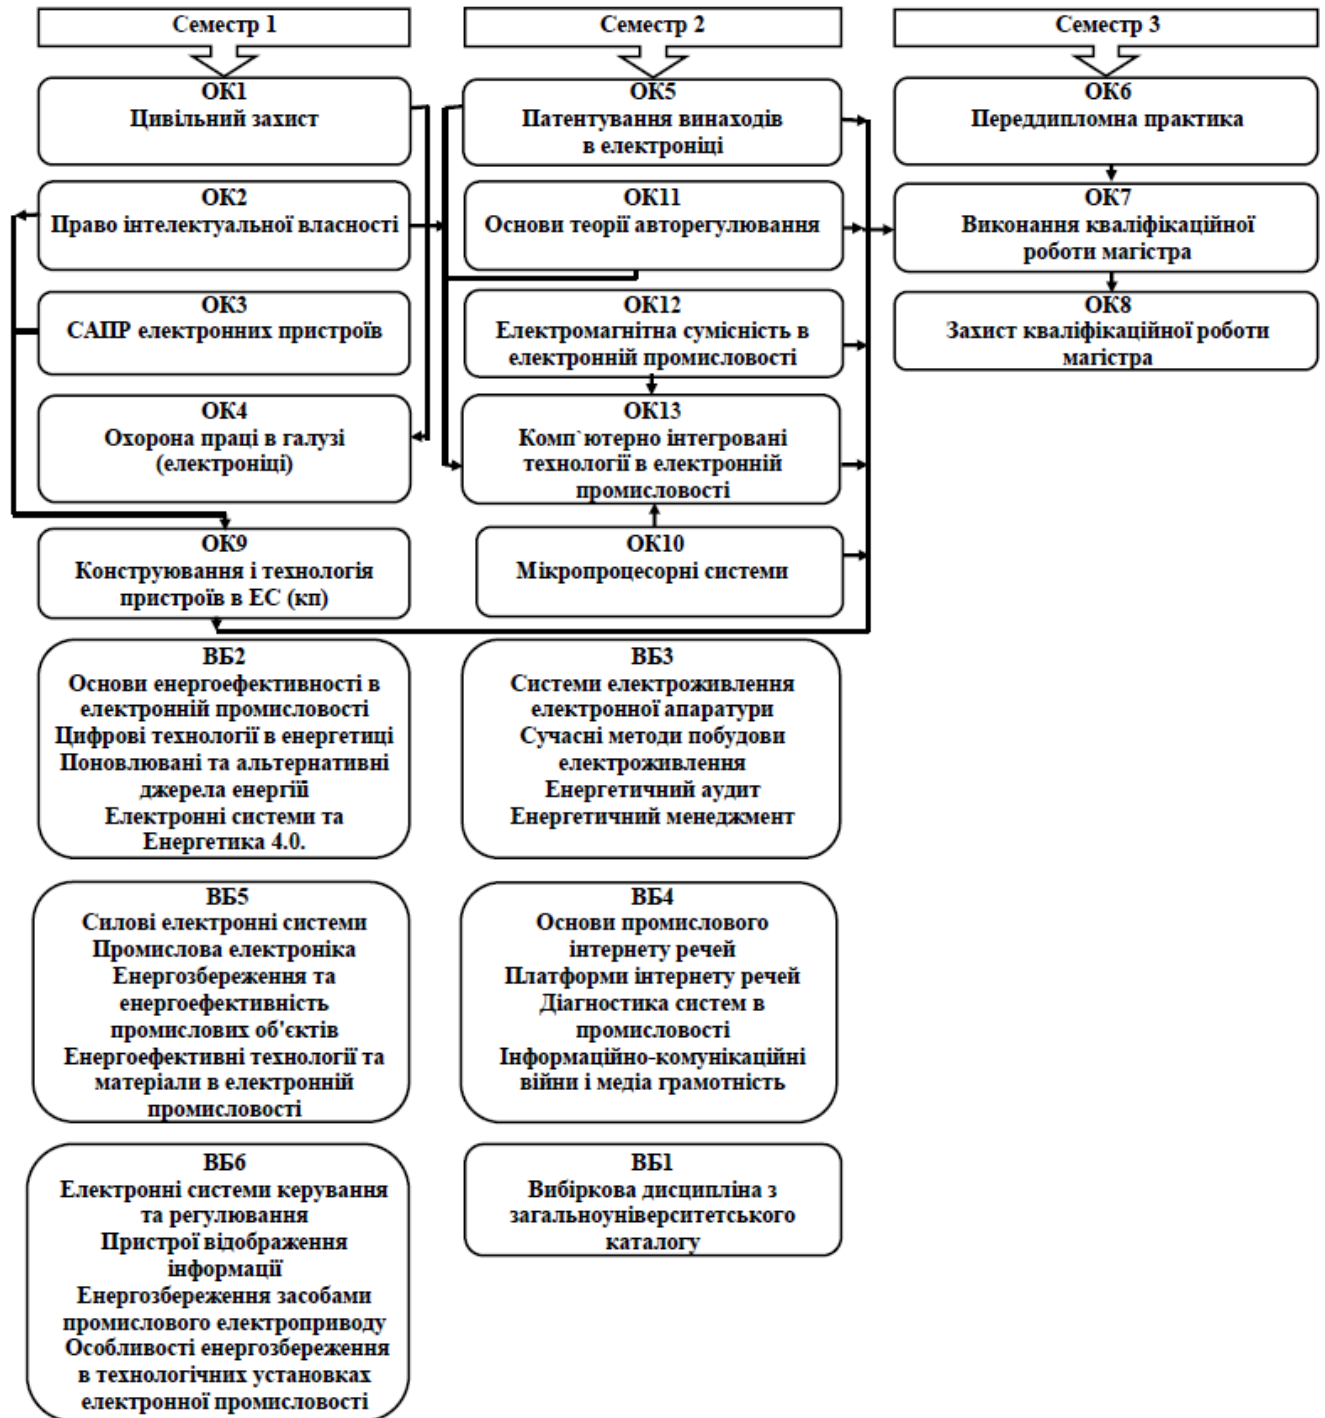 Семестр 1
ОК1
Цивільний захист
ОК2
Право інтелектуальної власності
ОК3
САПР електронних пристроїв
ОК4
Охорона праці в галузі
(електроніці)
ОК9
Конструювання і технологія
пристроїв в ЕС (кп)
ВБ2
Основи енергоефективності в
електронній промисловості
Цифрові технології в енергетиці
Поновлювані та альтернативні
джерела енергіїі
Електронні системи та
Енергетика 4.0.
ВБ5
Силові електронні системи
Промислова електроніка
Енергозбереження та
енергоефективність
промислових об'єктів
Енергоефективні технології та
матеріали в електронній
промисловості
ВБ6
Електронні системи керування
та регулювання
Пристрої відображення
інформації
Енергозбереження засобами
промислового електроприводу
Особливості енергозбереження
в технологічних установках
електронної промисловості
Семестр 2
ОК5
Патентування винаходів
в електроніці
ОК11
Основи теорії авторегулювання
ОК12
Електромагнітна сумісність в
електронній промисловості
ОК13
Комп`ютерно інтегровані
технології в електронній
промисловості
ОК10
Мікропроцесорні системи
ВБ3
Системи електроживлення
електронної апаратури
Сучасні методи побудови
електроживлення
Енергетичний аудит
Енергетичний менеджмент
ВБ4
Основи промислового
інтернету речей
Платформи інтернету речей
Діагностика систем в
промисловості
Інформаційно-комунікаційні
війни і медіа грамотність
ВБ1
Вибіркова дисципліна з
загальноуніверситетського
каталогу
Семестр 3
ОК6
Переддипломна практика
ОК7
Виконання кваліфікаційної
роботи магістра
ОК8
Захист кваліфікаційної роботи
магістра